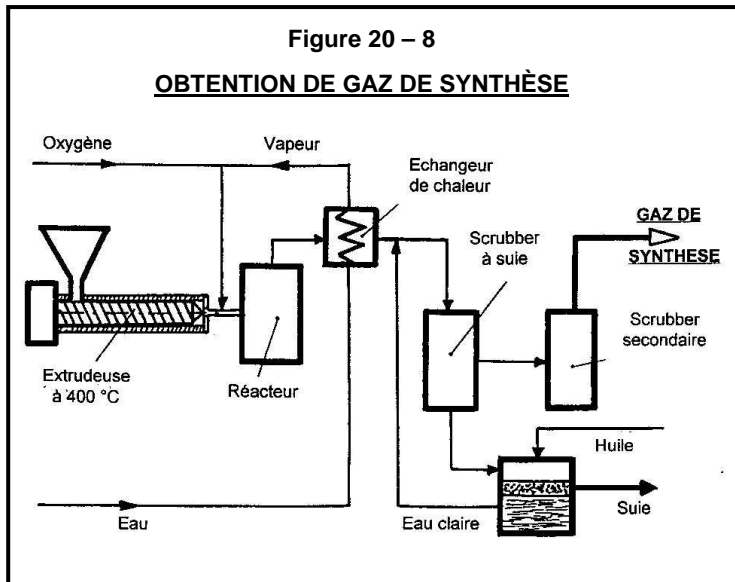 Figure 20 – 8
OBTENTION DE GAZ DE SYNTHÈSE
Oxygène
Vapeur
Echangeur
de chaleur
GAZ DE
SYNTHESE
Scrubber
à suie
Scrubber
secondaire
Extrudeuse
à 400 °C
Réacteur
Huile
Eau
Eau claire
Suie